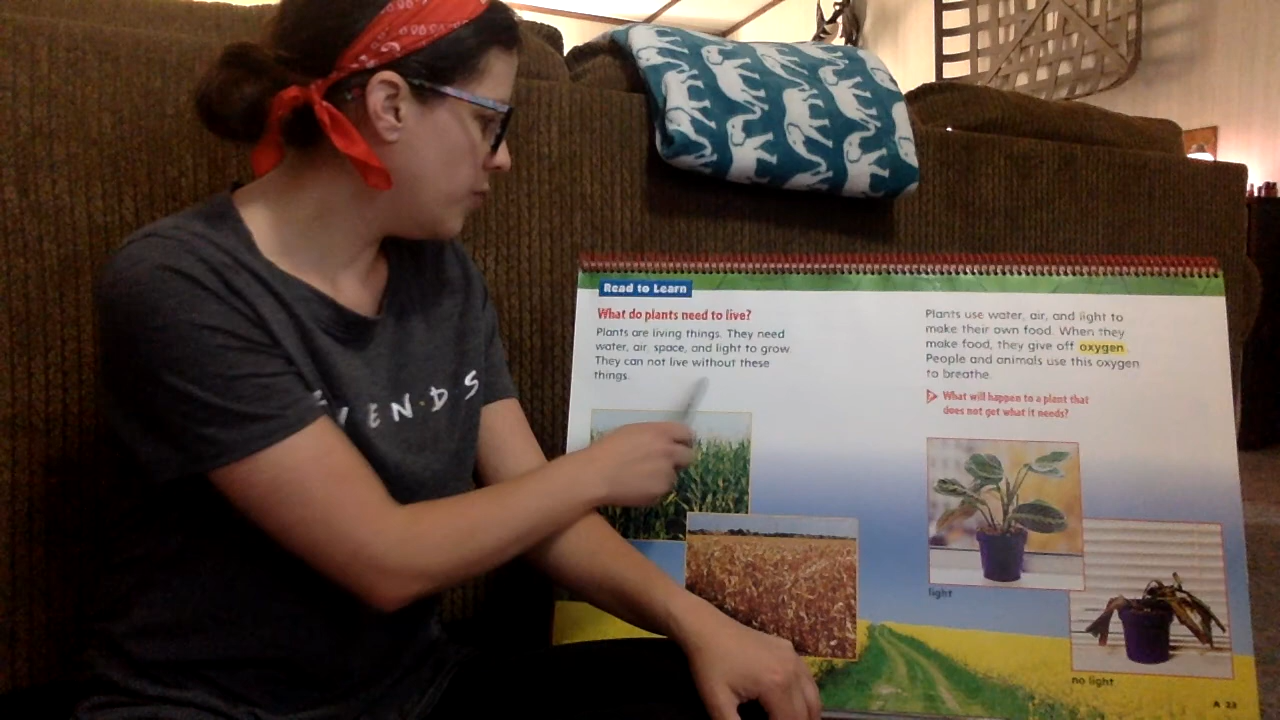 FRIENDS
Read to Learn
What do plants need to live?
Plants are living things. They need
water, air, space, and light to grow.
They can not live without these
things.
Plants use water, air, and light to
make their own food. When they
make food, they give off oxygen.
People and animals use this oxygen
to breathe.
What will happen to a plant that
does not get what it needs?
light
no light
A 23